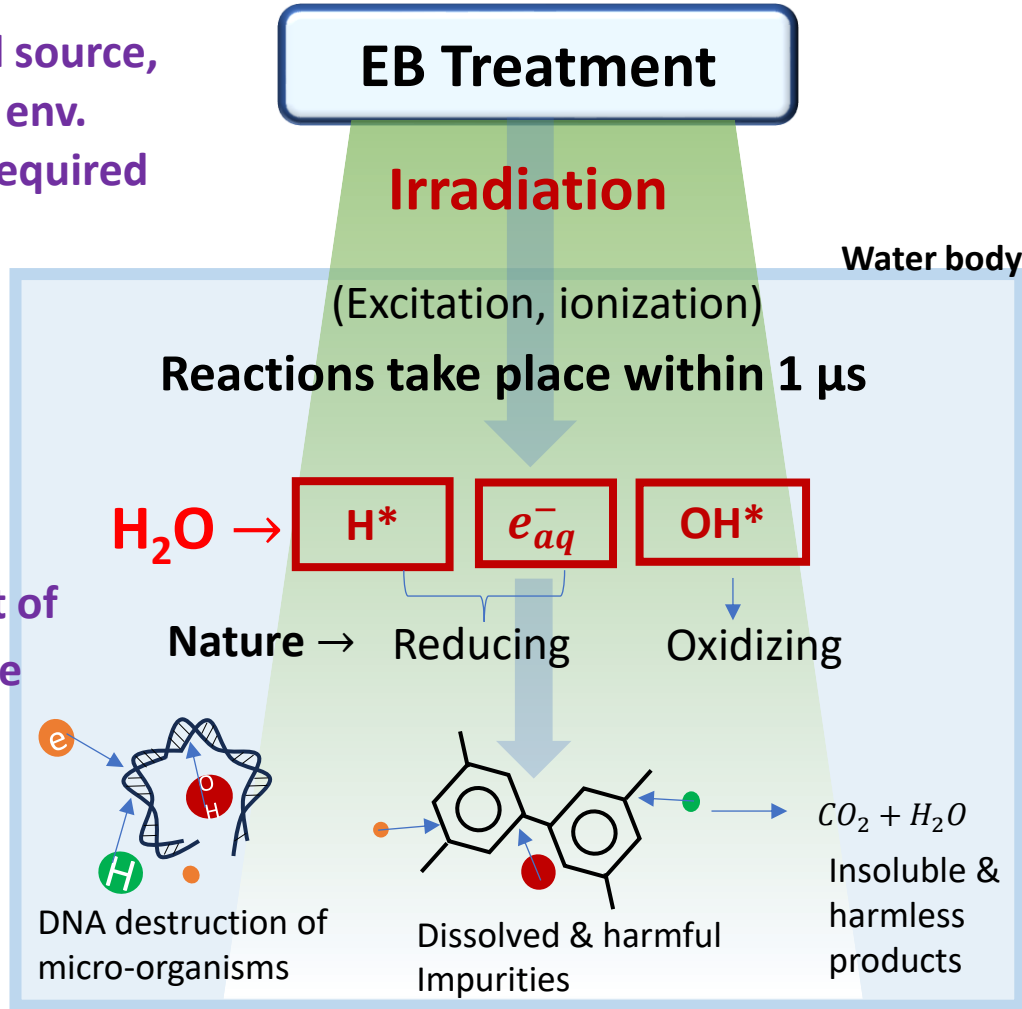 source,
env.
equired
EB Treatment
Irradiation
Water body
(Excitation, ionization)
Reactions take place within 1 µs
H₂O → H* e⁻aq OH*
t of
e
Nature → Reducing Oxidizing
e
OH
H
CO₂ + H₂O
Insoluble &
harmless
products
DNA destruction of
micro-organisms
Dissolved & harmful
Impurities